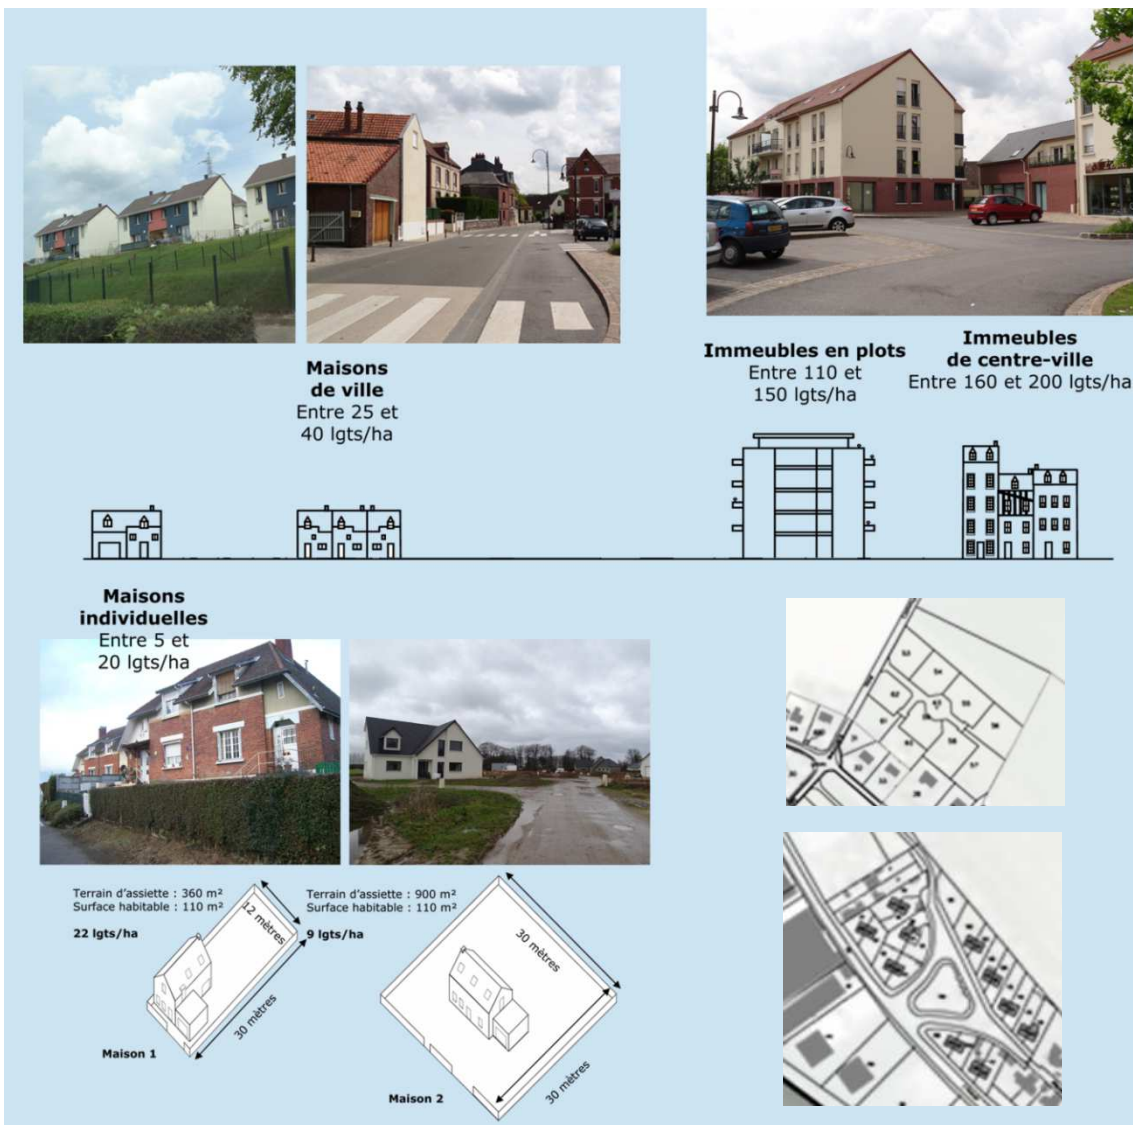 Maisons
de ville
Entre 25 et
40 lgts/ha
Immeubles en plots
Entre 110 et
150 lgts/ha
Immeubles
de centre-ville
Entre 160 et 200 lgts/ha
Maisons
individuelles
Entre 5 et
20 lgts/ha
Terrain d'assiette : 360 m²
Surface habitable : 110 m²
22 lgts/ha
12 mètres
30 mètres
Maison 1
Terrain d'assiette : 900 m²
Surface habitable : 110 m²
9 lgts/ha
30 mètres
30 mètres
Maison 2